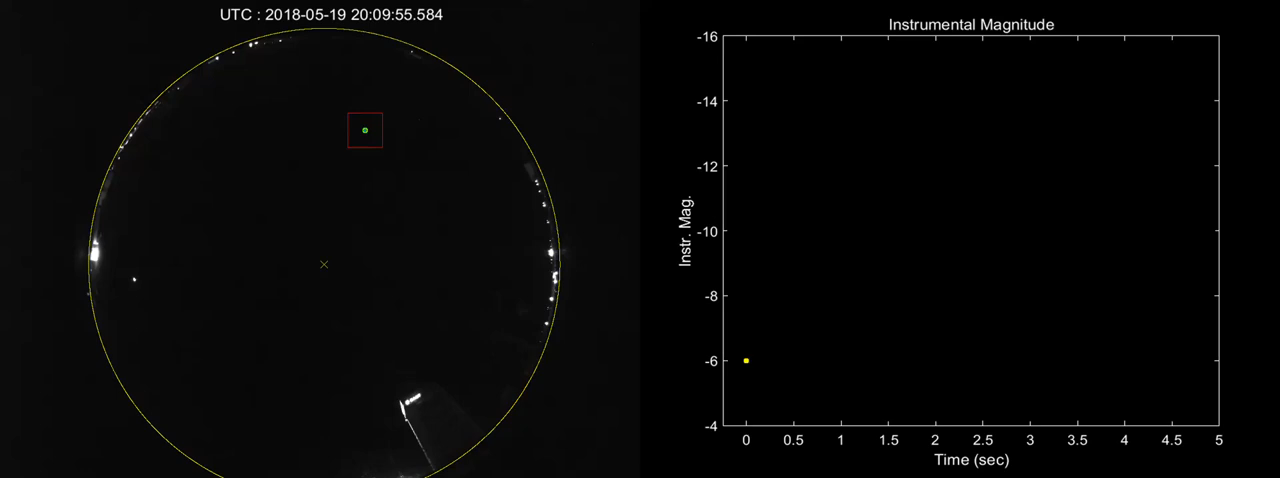 UTC : 2018-05-19 20:09:55.584
Instrumental Magnitude
-16
-14
-12
-10
-8
-6
-4
Instr. Mag.
0 0.5 1 1.5 2 2.5 3 3.5 4 4.5 5
Time (sec)